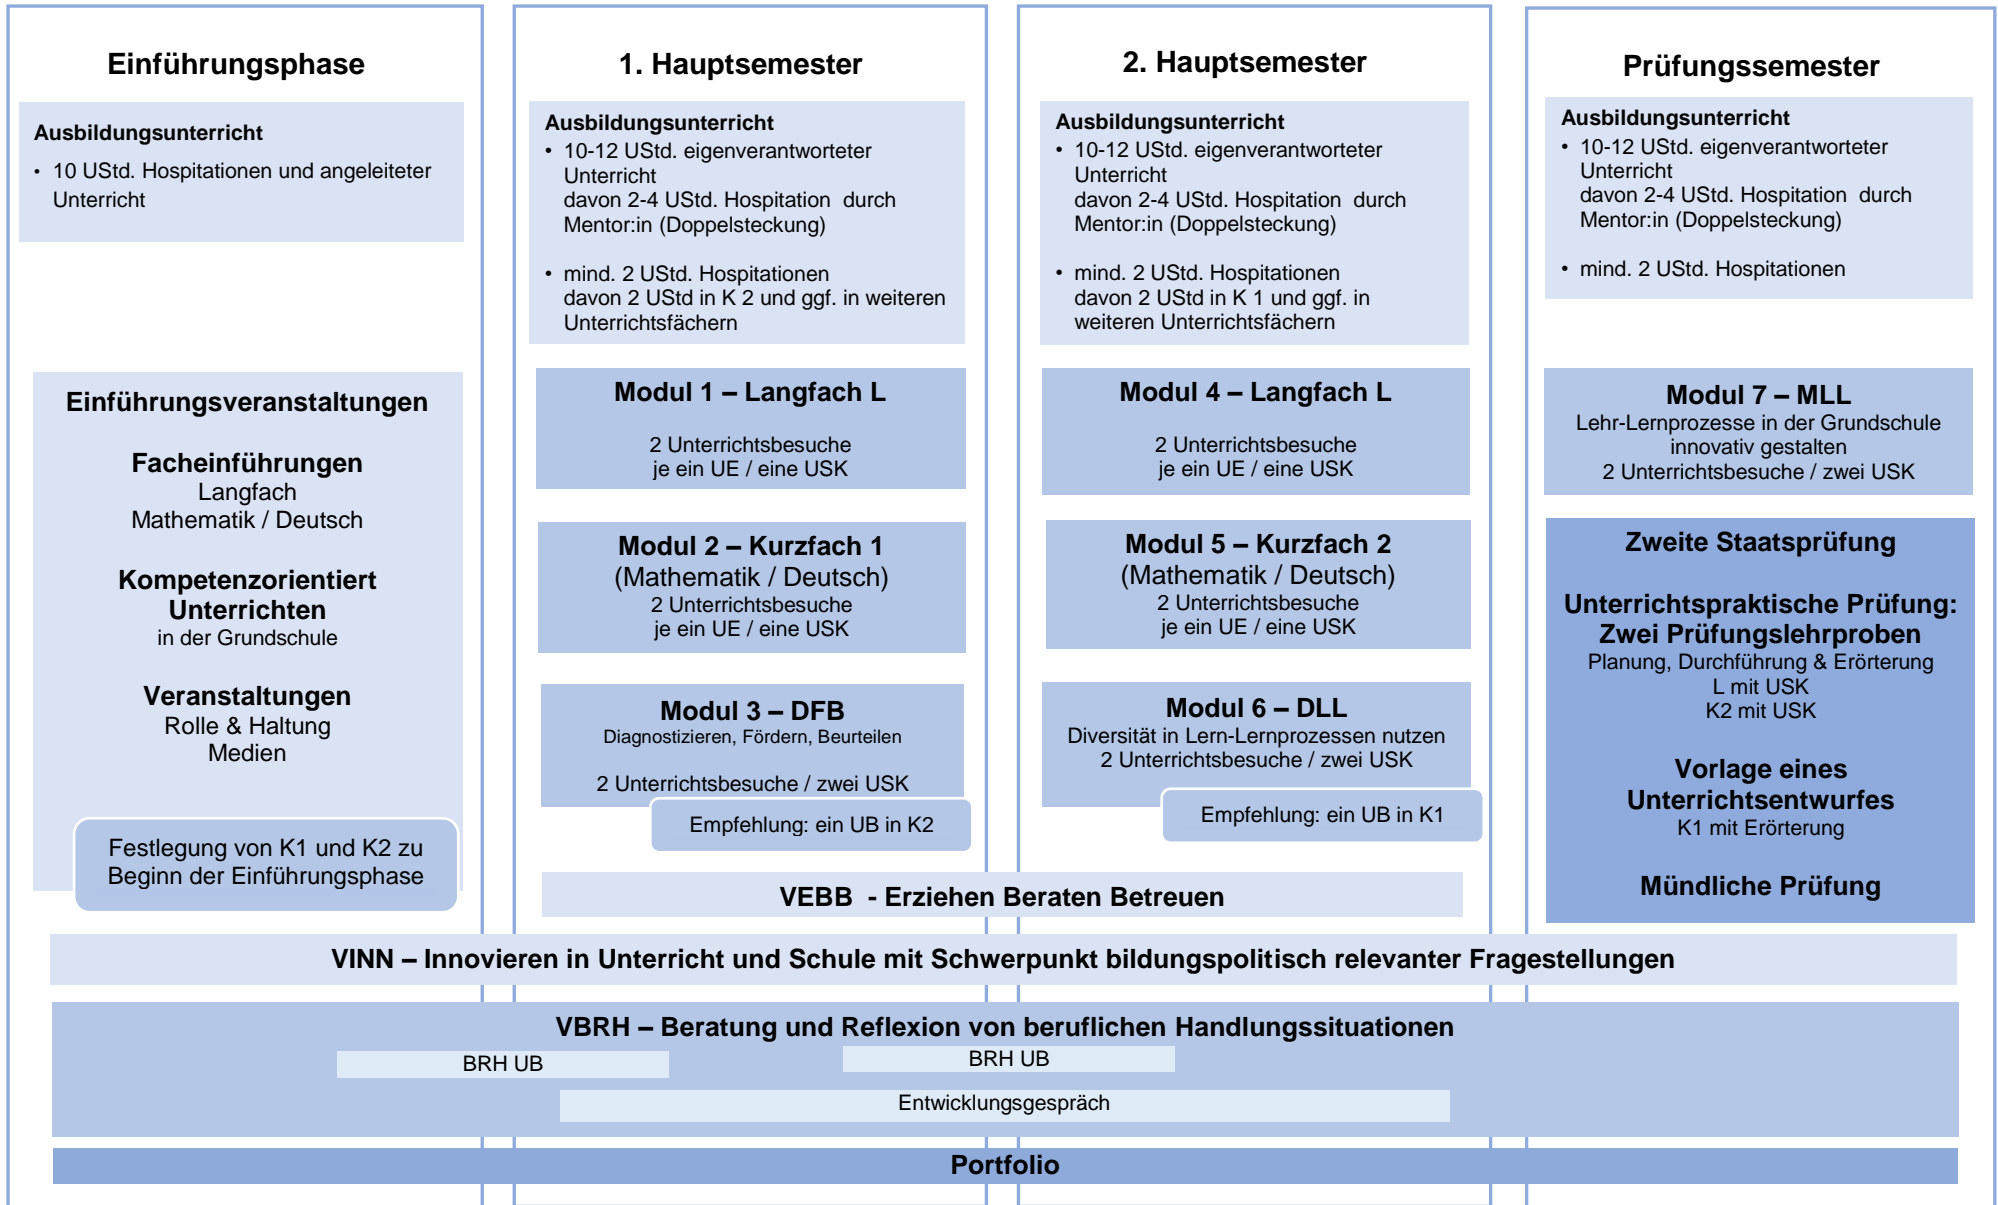 Einführungsphase
Ausbildungsunterricht
• 10 UStd. Hospitationen und angeleiteter
Unterricht
Einführungsveranstaltungen
Facheinführungen
Langfach
Mathematik / Deutsch
Kompetenzorientiert
Unterrichten
in der Grundschule
Veranstaltungen
Rolle & Haltung
Medien
Festlegung von K1 und K2 zu
Beginn der Einführungsphase
1. Hauptsemester
Ausbildungsunterricht
• 10-12 UStd. eigenverantworteter
Unterricht
davon 2-4 UStd. Hospitation durch
Mentor:in (Doppelsteckung)
• mind. 2 UStd. Hospitationen
davon 2 UStd in K 2 und ggf. in weiteren
Unterrichtsfächern
Modul 1 – Langfach L
2 Unterrichtsbesuche
je ein UE / eine USK
Modul 2 – Kurzfach 1
(Mathematik / Deutsch)
2 Unterrichtsbesuche
je ein UE / eine USK
Modul 3 – DFB
Diagnostizieren, Fördern, Beurteilen
2 Unterrichtsbesuche / zwei USK
Empfehlung: ein UB in K2
2. Hauptsemester
Ausbildungsunterricht
• 10-12 UStd. eigenverantworteter
Unterricht
davon 2-4 UStd. Hospitation durch
Mentor:in (Doppelsteckung)
• mind. 2 UStd. Hospitationen
davon 2 UStd in K 1 und ggf. in
weiteren Unterrichtsfächern
Modul 4 – Langfach L
2 Unterrichtsbesuche
je ein UE / eine USK
Modul 5 – Kurzfach 2
(Mathematik / Deutsch)
2 Unterrichtsbesuche
je ein UE / eine USK
Modul 6 – DLL
Diversität in Lern-Lernprozessen nutzen
2 Unterrichtsbesuche / zwei USK
Empfehlung: ein UB in K1
Prüfungssemester
Ausbildungsunterricht
• 10-12 UStd. eigenverantworteter
Unterricht
davon 2-4 UStd. Hospitation durch
Mentor:in (Doppelsteckung)
• mind. 2 UStd. Hospitationen
Modul 7 – MLL
Lehr-Lernprozesse in der Grundschule
innovativ gestalten
2 Unterrichtsbesuche / zwei USK
Zweite Staatsprüfung
Unterrichtspraktische Prüfung:
Zwei Prüfungslehrproben
Planung, Durchführung & Erörterung
L mit USK
K2 mit USK
Vorlage eines
Unterrichtsentwurfes
K1 mit Erörterung
Mündliche Prüfung
VEBB - Erziehen Beraten Betreuen
VINN – Innovieren in Unterricht und Schule mit Schwerpunkt bildungspolitisch relevanter Fragestellungen
VBRH – Beratung und Reflexion von beruflichen Handlungssituationen
BRH UB
BRH UB
Entwicklungsgespräch
Portfolio